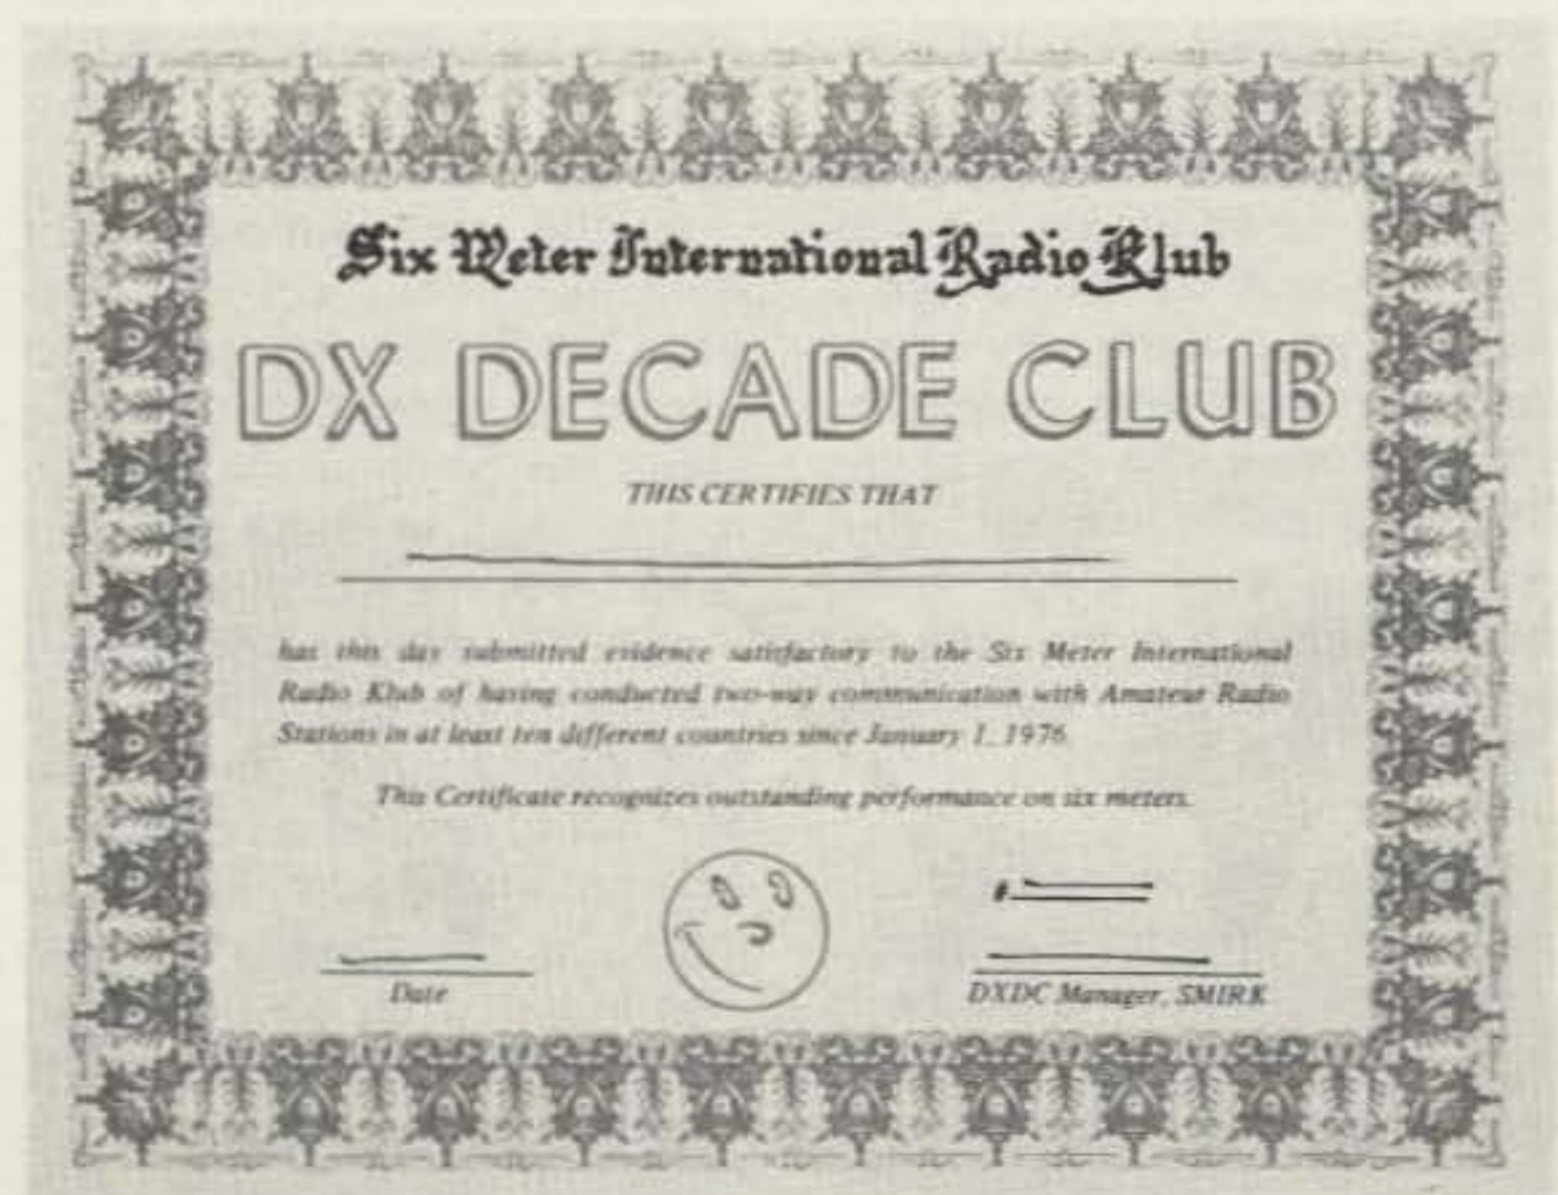 Six Meter International Radio Klub
DX DECADE CLUB
THIS CERTIFIES THAT
has this day submitted evidence satisfactory to the Six Meter International
Radio Klub of having conducted two-way communication with Amateur Radio
Stations in at least ten different countries since January 1, 1976.
This Certificate recognizes outstanding performance on six meters.
#
Date
DXDC Manager, SMIRK